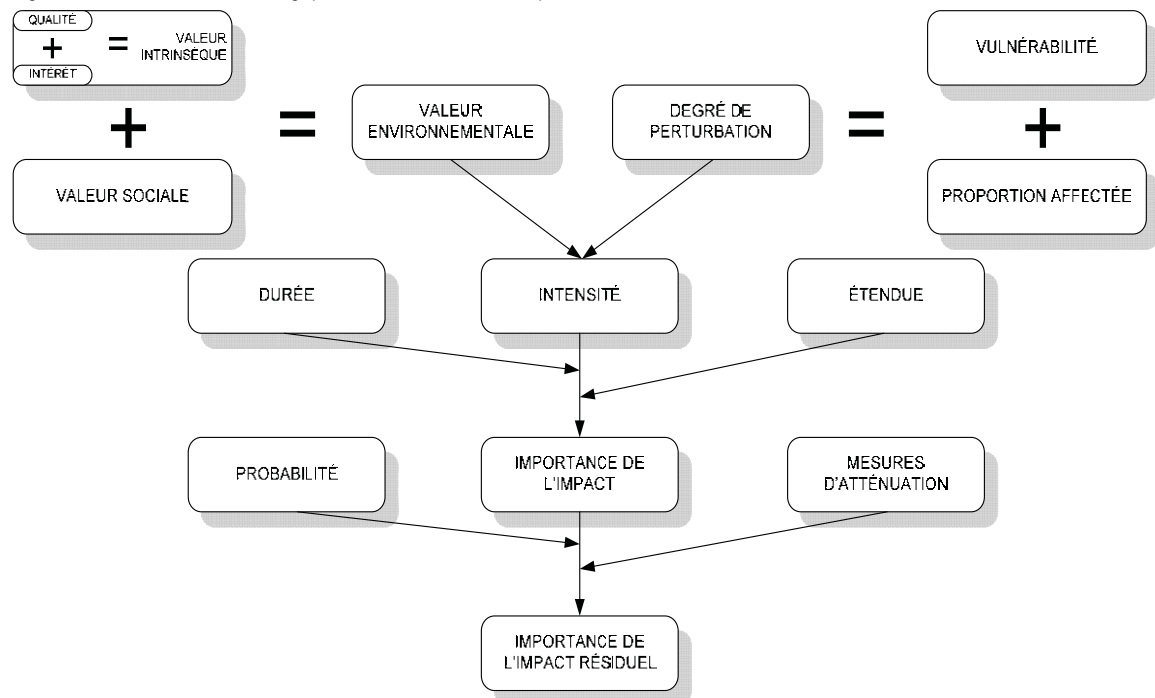 QUALITÉ
+
INTÉRÊT
=
VALEUR
INTRINSÈQUE
+
VALEUR SOCIALE
=
VALEUR
ENVIRONNEMENTALE
DEGRÉ DE
PERTURBATION
=
VULNÉRABILITÉ
+
PROPORTION AFFECTÉE
DURÉE
INTENSITÉ
ÉTENDUE
PROBABILITÉ
IMPORTANCE DE
L'IMPACT
MESURES
D'ATTÉNUATION
IMPORTANCE DE
L'IMPACT RÉSIDUEL